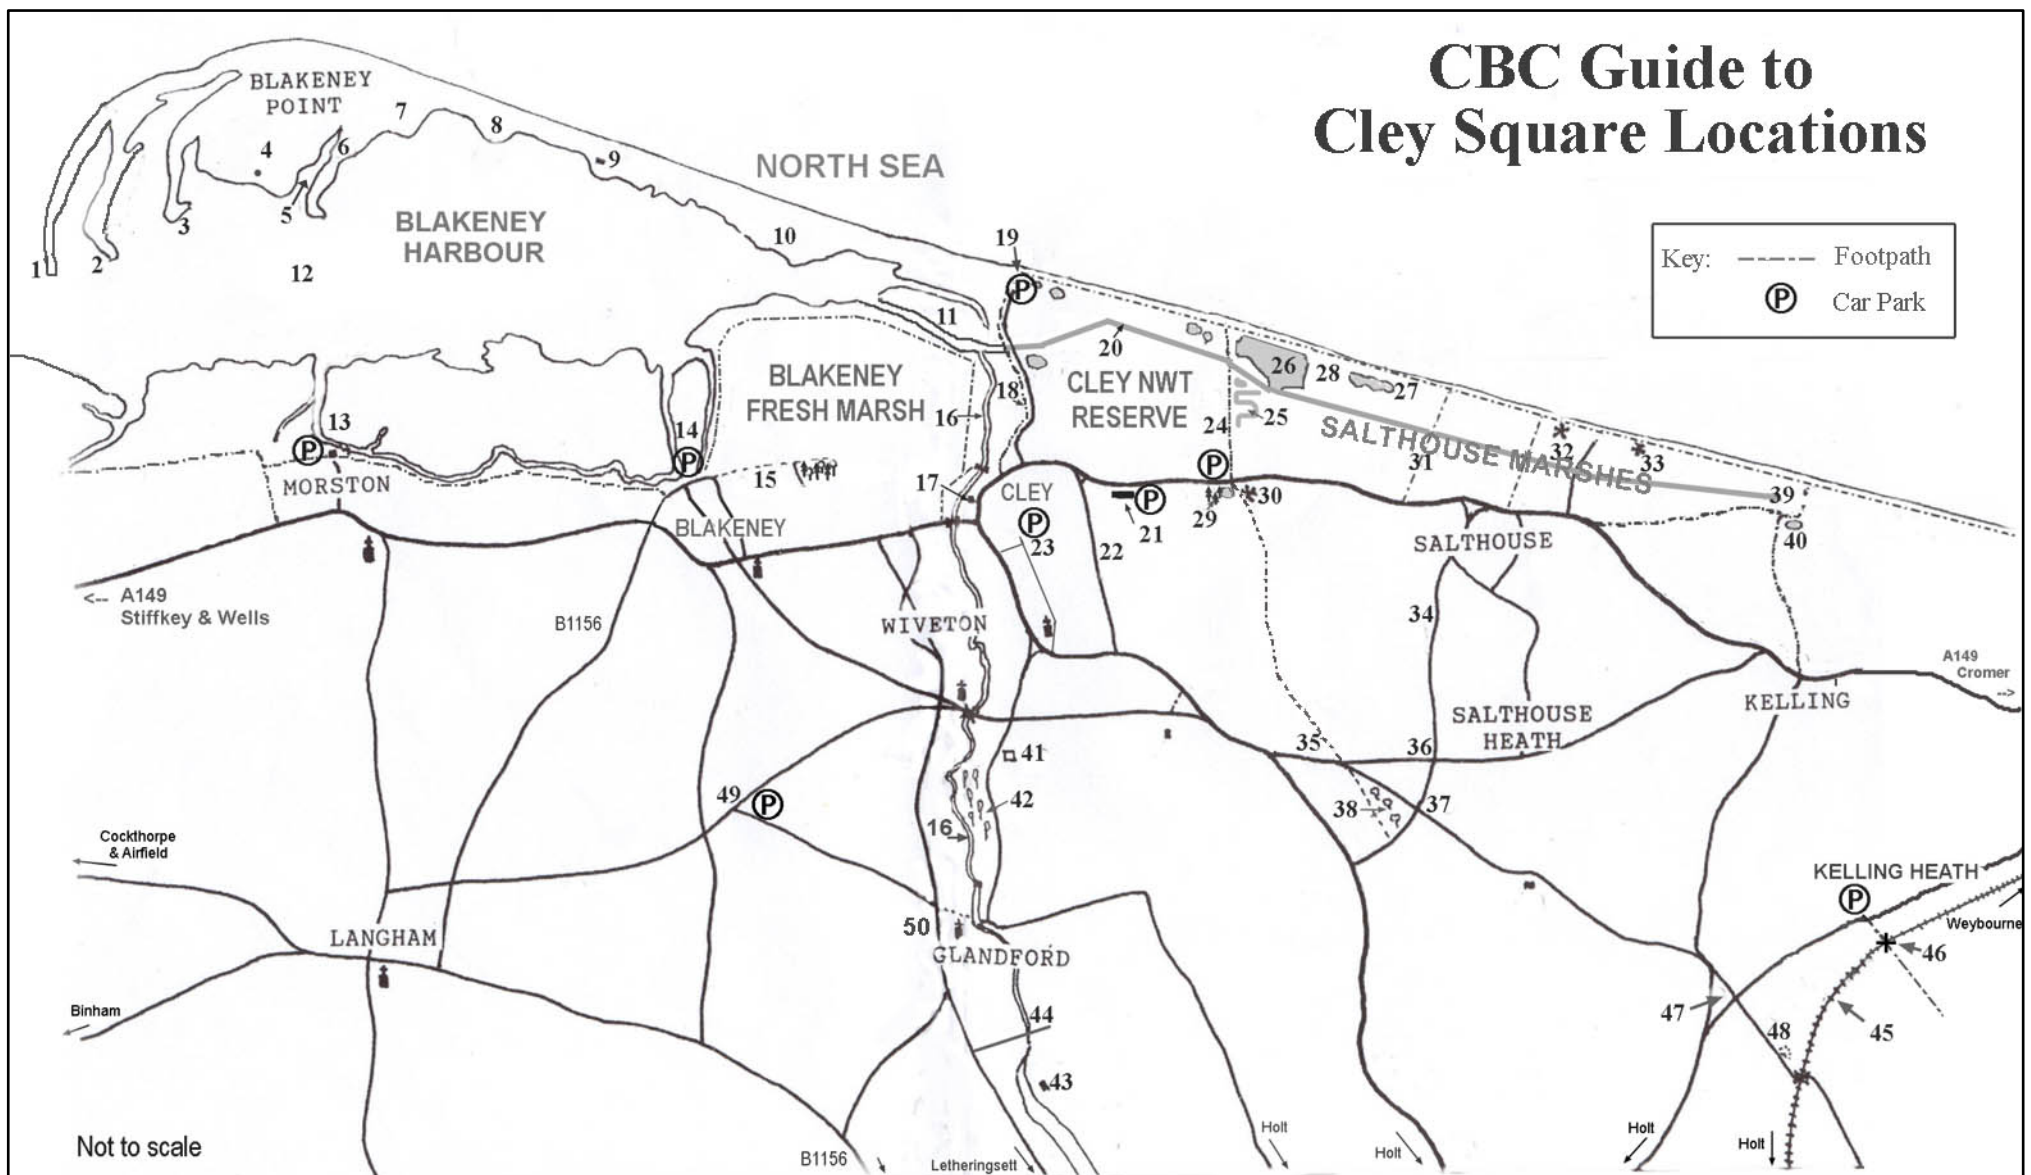 CBC Guide to
Cley Square Locations
BLAKENEY
POINT
7
8
4
6
9
NORTH SEA
5
3
BLAKENEY
HARBOUR
10
19
1
2
12
P
Key:
Footpath
P
Car Park
11
20
26
28
27
BLAKENEY
FRESH MARSH
CLEY NWT
RESERVE
18
16
25
24
13
14
SALTHOUSE MARSHES
32
33
31
P
P
P
15
17
CLEY
MORSTON
P
P
21
29
30
39
BLAKENEY
23
22
SALTHOUSE
40
<-- A149
Stiffkey & Wells
B1156
WIVETON
34
A149
Cromer
-->
KELLING
SALTHOUSE
HEATH
35
36
41
42
49
P
38
37
16
Cockthorpe
& Airfield
KELLING HEATH
P
Weybourne
50
LANGHAM
GLANDFORD
46
Binham
44
47
48
45
43
Not to scale
B1156
Letheringsett
Holt
Holt
Holt
Holt